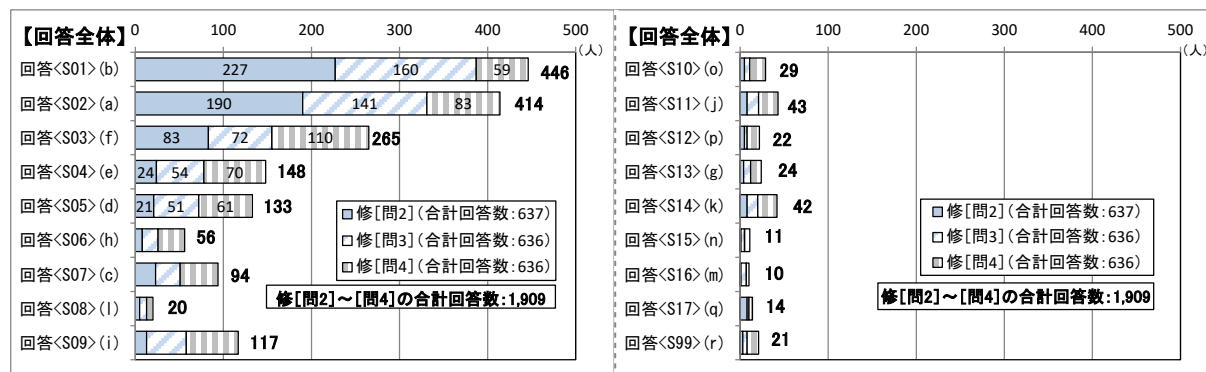 【回答全体】
0 100 200 300 400 500
(人)
回答<S01>(b) 227 160 59 446
回答<S02>(a) 190 141 83 414
回答<S03>(f) 83 72 110 265
回答<S04>(e) 24 54 70 148
回答<S05>(d) 21 51 61 133
回答<S06>(h) 56
回答<S07>(c) 94
回答<S08>(l) 20
回答<S09>(i) 117
修[問2](合計回答数:637)
修[問3](合計回答数:636)
修[問4](合計回答数:636)
修[問2]~[問4]の合計回答数:1,909
【回答全体】
0 100 200 300 400 500
(人)
回答<S10>(o) 29
回答<S11>(j) 43
回答<S12>(p) 22
回答<S13>(g) 24
回答<S14>(k) 42
回答<S15>(n) 11
回答<S16>(m) 10
回答<S17>(q) 14
回答<S99>(r) 21
修[問2](合計回答数:637)
修[問3](合計回答数:636)
修[問4](合計回答数:636)
修[問2]~[問4]の合計回答数:1,909